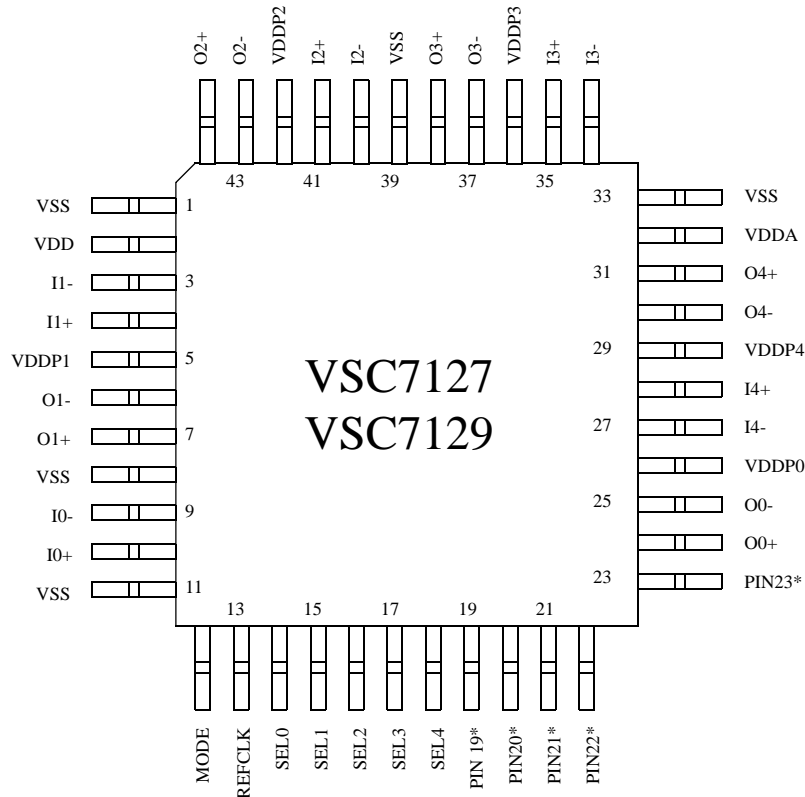 O2+
O2-
VDDP2
I2+
I2-
VSS
O3+
O3-
VDDP3
I3+
I3-
43
41
39
37
35
VSS
1
33
VSS
VDD
VDDA
I1-
3
31
O4+
I1+
O4-
VDDP1
5
29
VDDP4
VSC7127
VSC7129
O1-
I4+
O1+
7
27
I4-
VSS
VDDP0
I0-
9
25
O0-
I0+
O0+
VSS
11
23
PIN23*
13
15
17
19
21
MODE
REFCLK
SEL0
SEL1
SEL2
SEL3
SEL4
PIN 19*
PIN20*
PIN21*
PIN22*